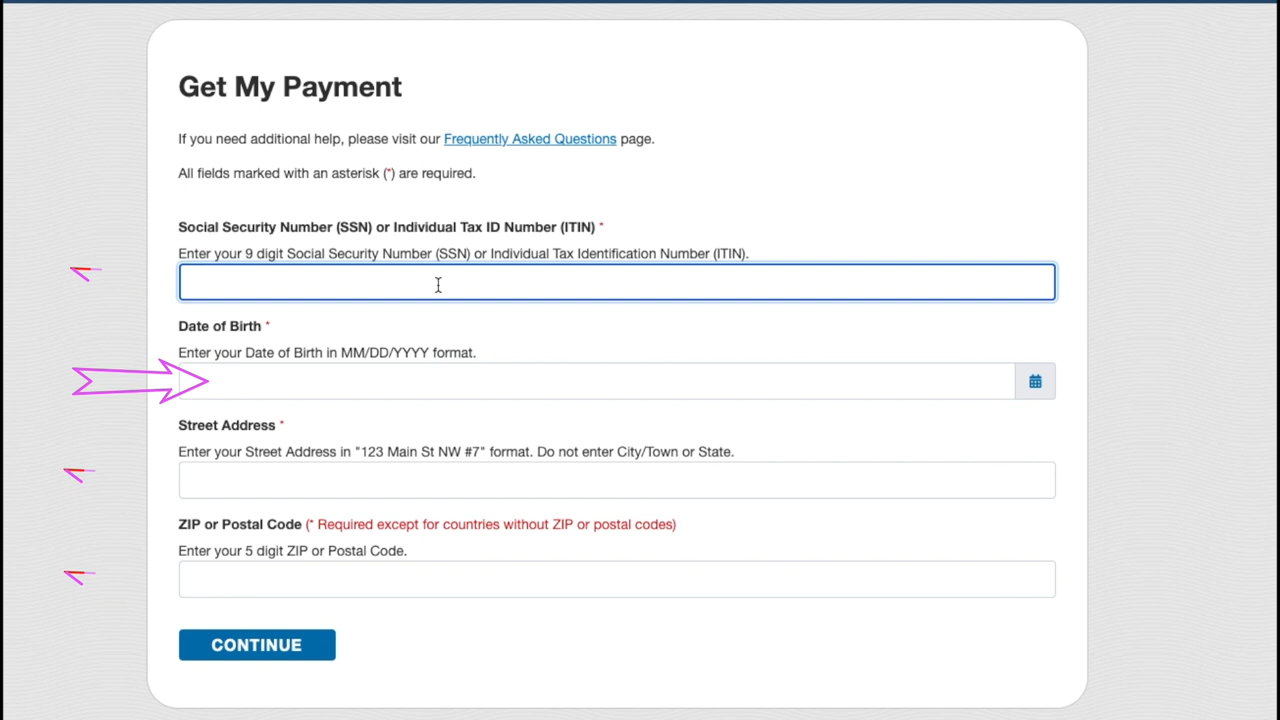 Get My Payment
If you need additional help, please visit our Frequently Asked Questions page.
All fields marked with an asterisk (*) are required.
Social Security Number (SSN) or Individual Tax ID Number (ITIN) *
Enter your 9 digit Social Security Number (SSN) or Individual Tax Identification Number (ITIN).
Date of Birth *
Enter your Date of Birth in MM/DD/YYYY format.
Street Address *
Enter your Street Address in "123 Main St NW #7" format. Do not enter City/Town or State.
ZIP or Postal Code (* Required except for countries without ZIP or postal codes)
Enter your 5 digit ZIP or Postal Code.
CONTINUE